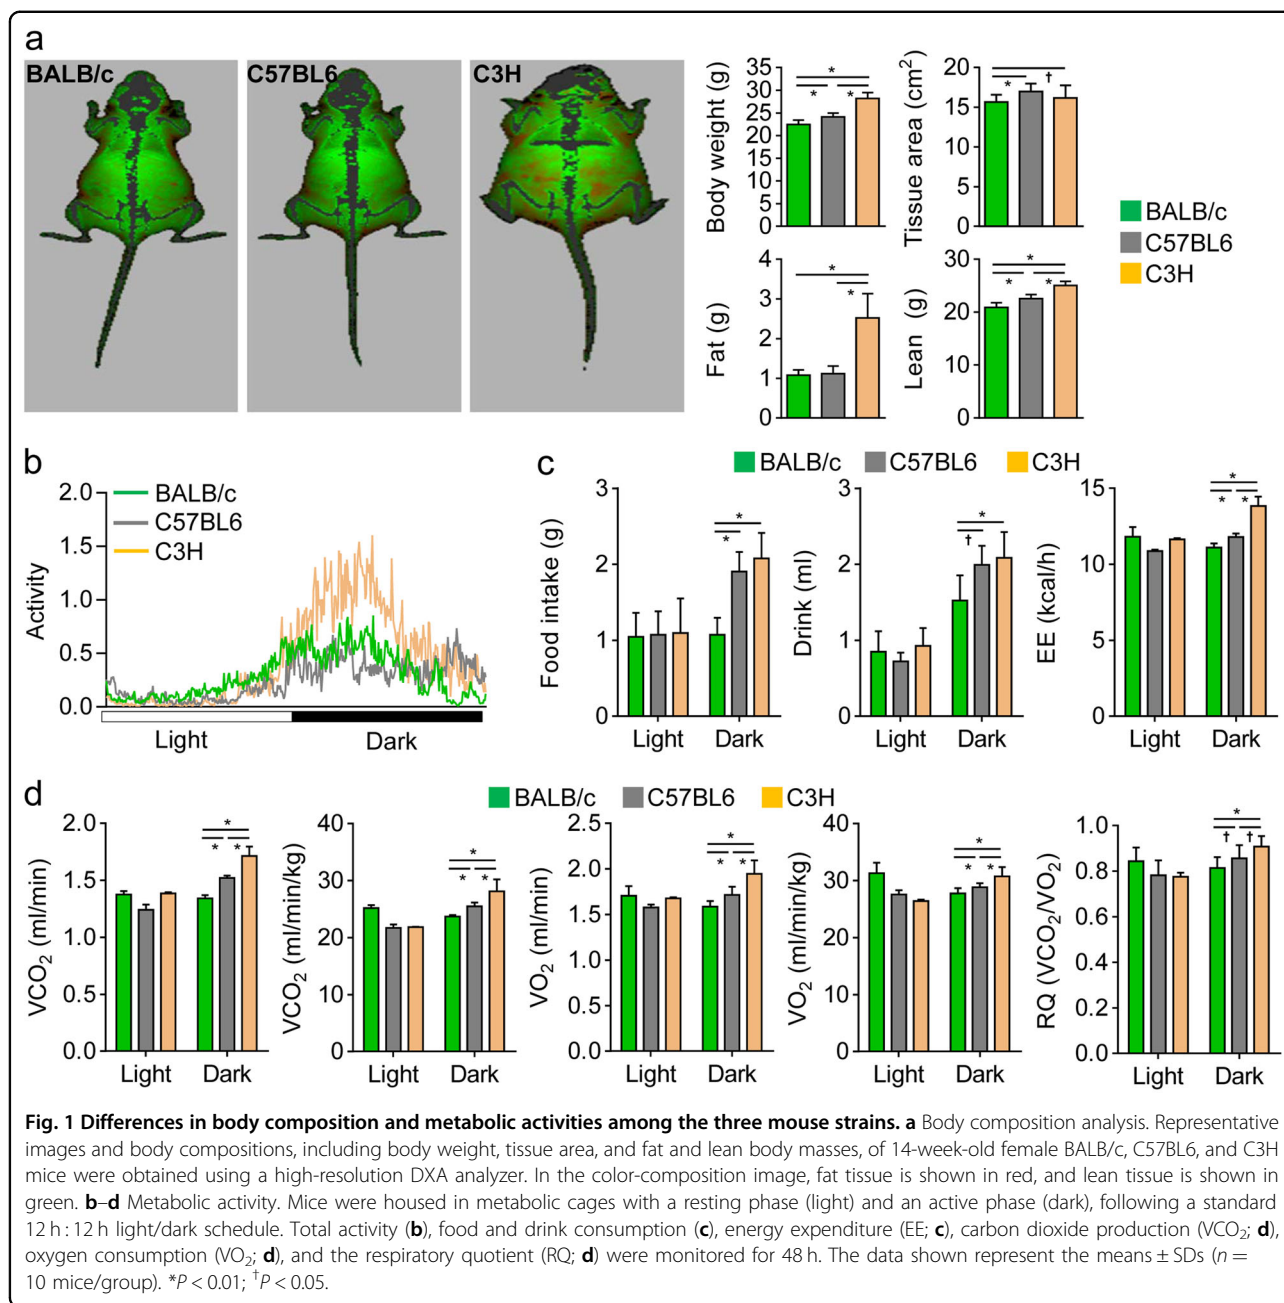 a
BALB/c
C57BL6
C3H
Body weight (g)
35
30
25
20
15
10
5
0
*
* *
Tissue area (cm²)
20
15
10
5
0
* †
BALB/c
C57BL6
C3H
Fat (g)
4
3
2
1
0
*
*
Lean (g)
30
20
10
0
*
* *
b
Activity
2.0
1.5
1.0
0.5
0.0
BALB/c
C57BL6
C3H
Light Dark
c
BALB/c C57BL6 C3H
Food intake (g)
3
2
1
0
*
*
Light Dark
Drink (ml)
3
2
1
0
*
†
Light Dark
EE (kcal/h)
15
10
5
0
*
* *
Light Dark
d
BALB/c C57BL6 C3H
VCO₂ (ml/min)
2.0
1.5
1.0
0.5
0.0
*
* *
Light Dark
VCO₂ (ml/min/kg)
40
30
20
10
0
*
* *
Light Dark
VO₂ (ml/min)
2.5
2.0
1.5
1.0
0.5
0.0
*
* *
Light Dark
VO₂ (ml/min/kg)
40
30
20
10
0
*
* *
Light Dark
RQ (VCO₂/VO₂)
1.0
0.8
0.6
0.4
0.2
0.0
*
† †
Light Dark
Fig. 1 Differences in body composition and metabolic activities among the three mouse strains. a Body composition analysis. Representative
images and body compositions, including body weight, tissue area, and fat and lean body masses, of 14-week-old female BALB/c, C57BL6, and C3H
mice were obtained using a high-resolution DXA analyzer. In the color-composition image, fat tissue is shown in red, and lean tissue is shown in
green. b–d Metabolic activity. Mice were housed in metabolic cages with a resting phase (light) and an active phase (dark), following a standard
12 h : 12 h light/dark schedule. Total activity (b), food and drink consumption (c), energy expenditure (EE; c), carbon dioxide production (VCO₂; d),
oxygen consumption (VO₂; d), and the respiratory quotient (RQ; d) were monitored for 48 h. The data shown represent the means ± SDs (n =
10 mice/group). *P < 0.01; †P < 0.05.